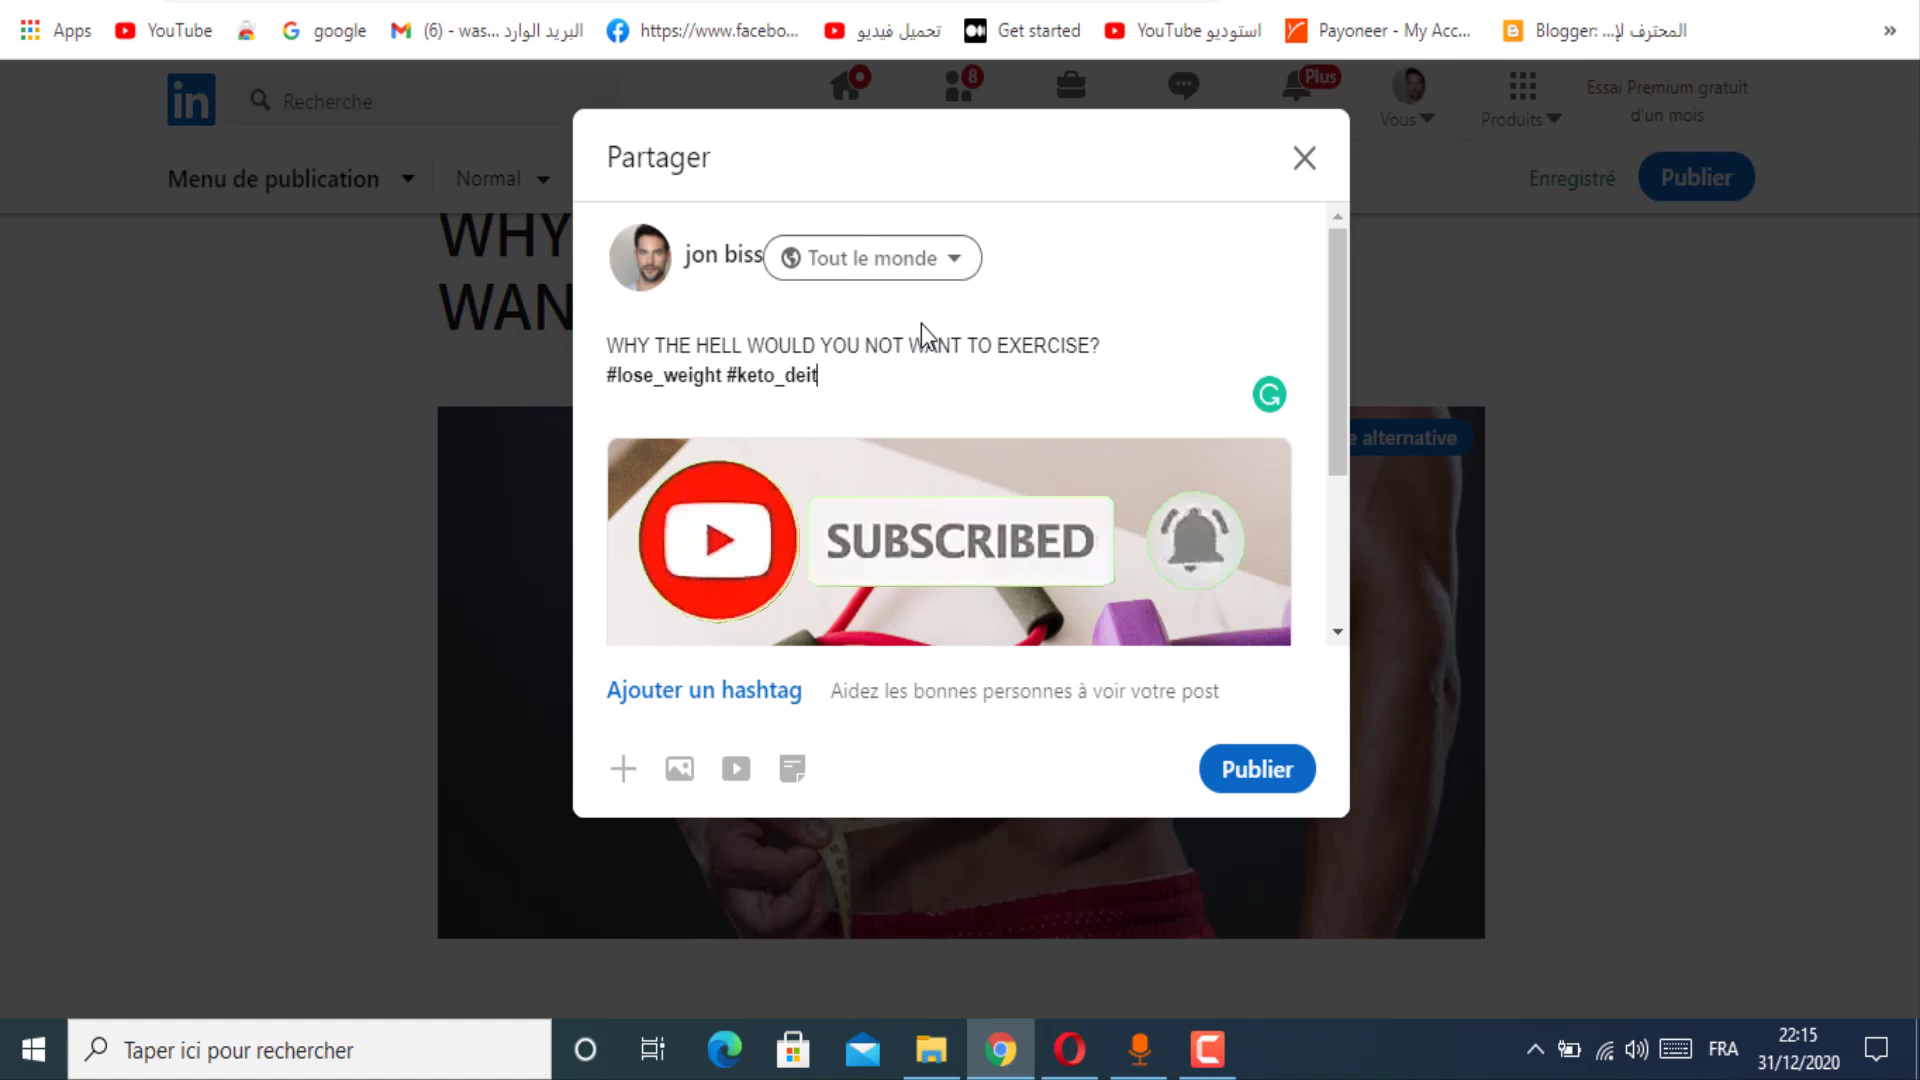 Apps
YouTube
google
(6) - was... البريد الوارد
https://www.facebo...
تحميل فيديو
Get started
YouTube استوديو
Payoneer - My Acc...
Blogger: ...المحترف لإ
»
in
Recherche
8
Plus
Vous
Produits
Essai Premium gratuit
d'un mois
Menu de publication
Normal
Enregistré
Publier
WHY
WAN
Partager
jon biss
Tout le monde
WHY THE HELL WOULD YOU NOT WANT TO EXERCISE?
#lose_weight #keto_deit
e alternative
SUBSCRIBED
Ajouter un hashtag
Aidez les bonnes personnes à voir votre post
Publier
Taper ici pour rechercher
FRA
22:15
31/12/2020